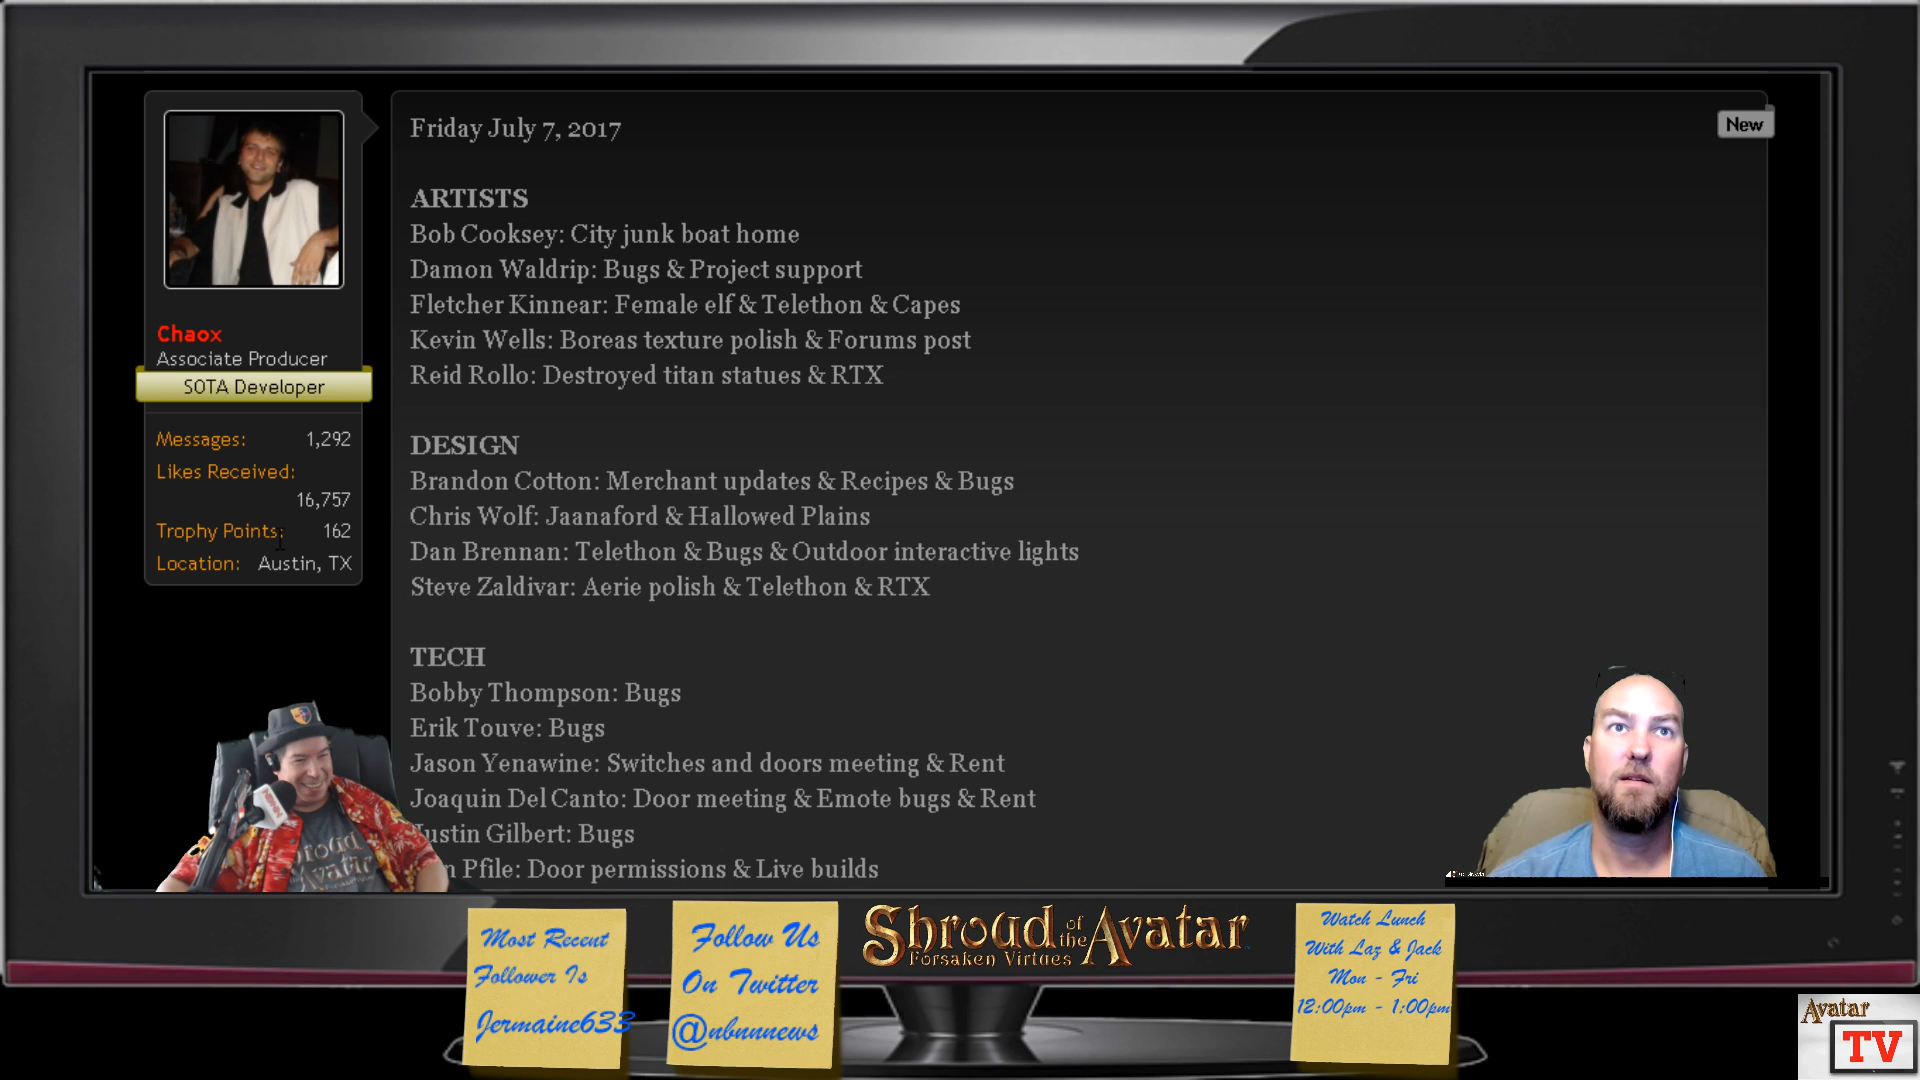 Friday July 7, 2017
New
ARTISTS
Bob Cooksey: City junk boat home
Damon Waldrip: Bugs & Project support
Fletcher Kinnear: Female elf & Telethon & Capes
Kevin Wells: Boreas texture polish & Forums post
Reid Rollo: Destroyed titan statues & RTX
Chaox
Associate Producer
SOTA Developer
Messages: 1,292
Likes Received:
16,757
Trophy Points: 162
Location: Austin, TX
DESIGN
Brandon Cotton: Merchant updates & Recipes & Bugs
Chris Wolf: Jaanaford & Hallowed Plains
Dan Brennan: Telethon & Bugs & Outdoor interactive lights
Steve Zaldivar: Aerie polish & Telethon & RTX
TECH
Bobby Thompson: Bugs
Erik Touve: Bugs
Jason Yenawine: Switches and doors meeting & Rent
Joaquin Del Canto: Door meeting & Emote bugs & Rent
Justin Gilbert: Bugs
Pfile: Door permissions & Live builds
Shroud
Avatar
Most Recent
Follower Is
Jermaine633
Follow Us
On Twitter
@nbnnnews
Shroud of the Avatar
Forsaken Virtues
Watch Lunch
With Laz & Jack
Mon - Fri
12:00pm - 1:00pm
Avatar
TV